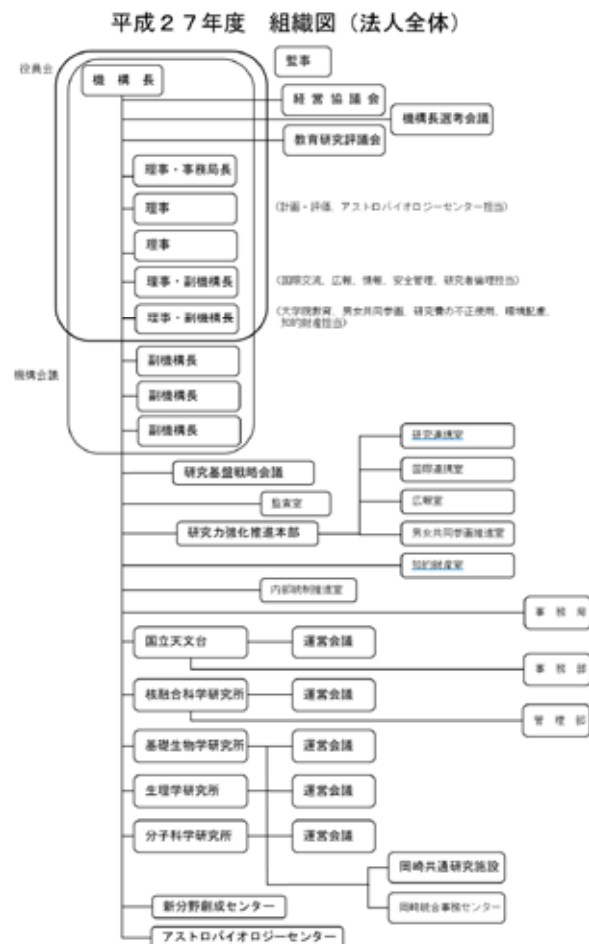 平成27年度　組織図（法人全体）
役員会
監事
機構長
経営協議会
機構長選考会議
教育研究評議会
理事・事務局長
理事
（計画・評価、アストロバイオロジーセンター担当）
理事
理事・副機構長
（国際交流、広報、情報、安全管理、研究者倫理担当）
理事・副機構長
（大学院教育、男女共同参画、研究費の不正使用、環境配慮、
知的財産担当）
機構会議
副機構長
副機構長
副機構長
研究連携室
研究基盤戦略会議
国際連携室
監査室
広報室
研究力強化推進本部
男女共同参画推進室
知的財産室
内部統制推進室
事務局
国立天文台
運営会議
事務部
核融合科学研究所
運営会議
管理部
基礎生物学研究所
運営会議
生理学研究所
運営会議
分子科学研究所
運営会議
岡崎共通研究施設
新分野創成センター
岡崎統合事務センター
アストロバイオロジーセンター